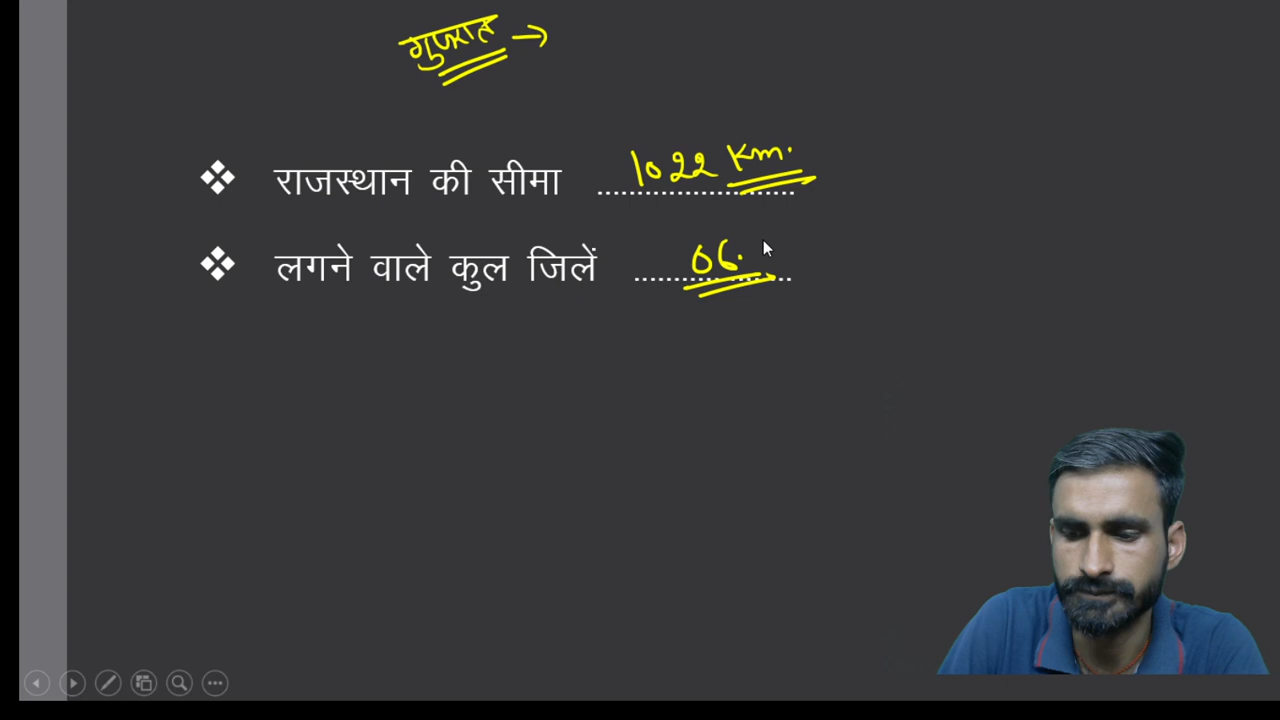 गुजरात →
❖ राजस्थान की सीमा .......1022 Km.
❖ लगने वाले कुल जिलें .......06.